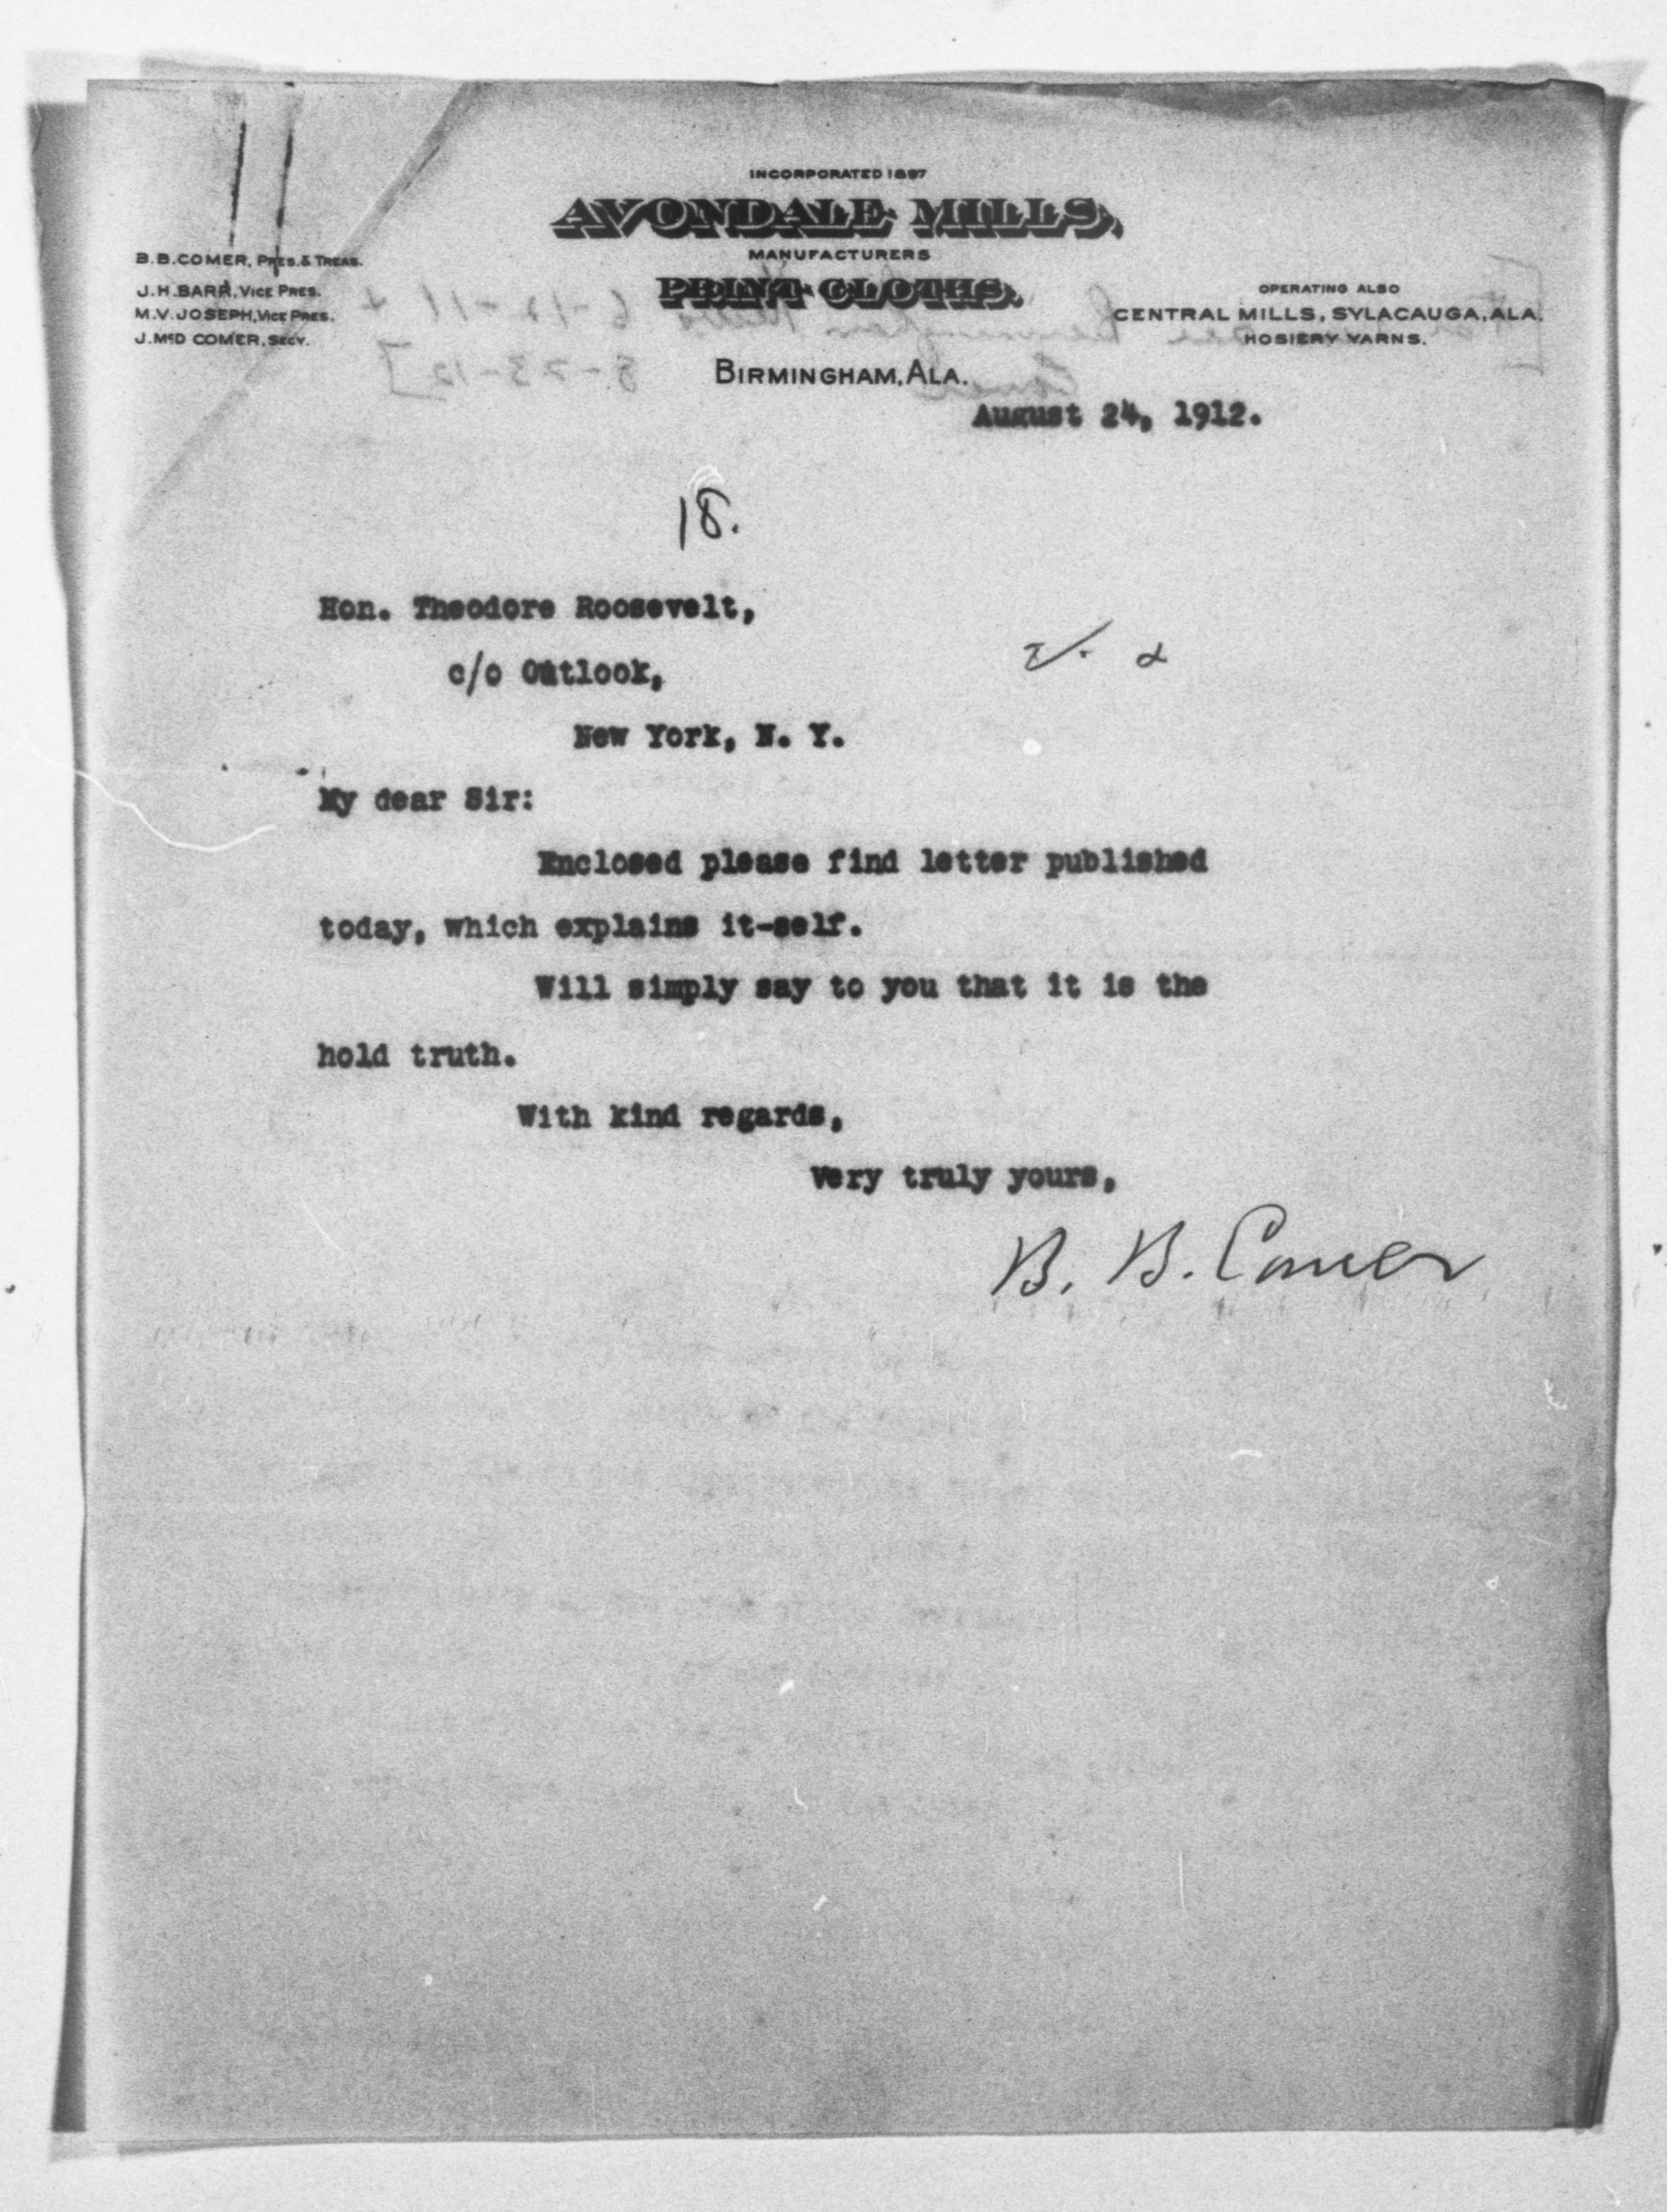 INCORPORATED 1897
AVONDALE MILLS,
MANUFACTURERS
PRINT CLOTHS.
B.B.COMER, PRES. & TREAS.
J.H.BARR, VICE PRES.
M.V.JOSEPH, VICE PRES.
J.McD COMER, SECY.
OPERATING ALSO
CENTRAL MILLS, SYLACAUGA, ALA.
HOSIERY YARNS.
BIRMINGHAM, ALA.
August 24, 1912.
18.
Hon. Theodore Roosevelt,
c/o Outlook,
New York, N. Y.
My dear Sir:
Enclosed please find letter published
today, which explains it-self.
Will simply say to you that it is the
hold truth.
With kind regards,
Very truly yours,
B. B. Comer